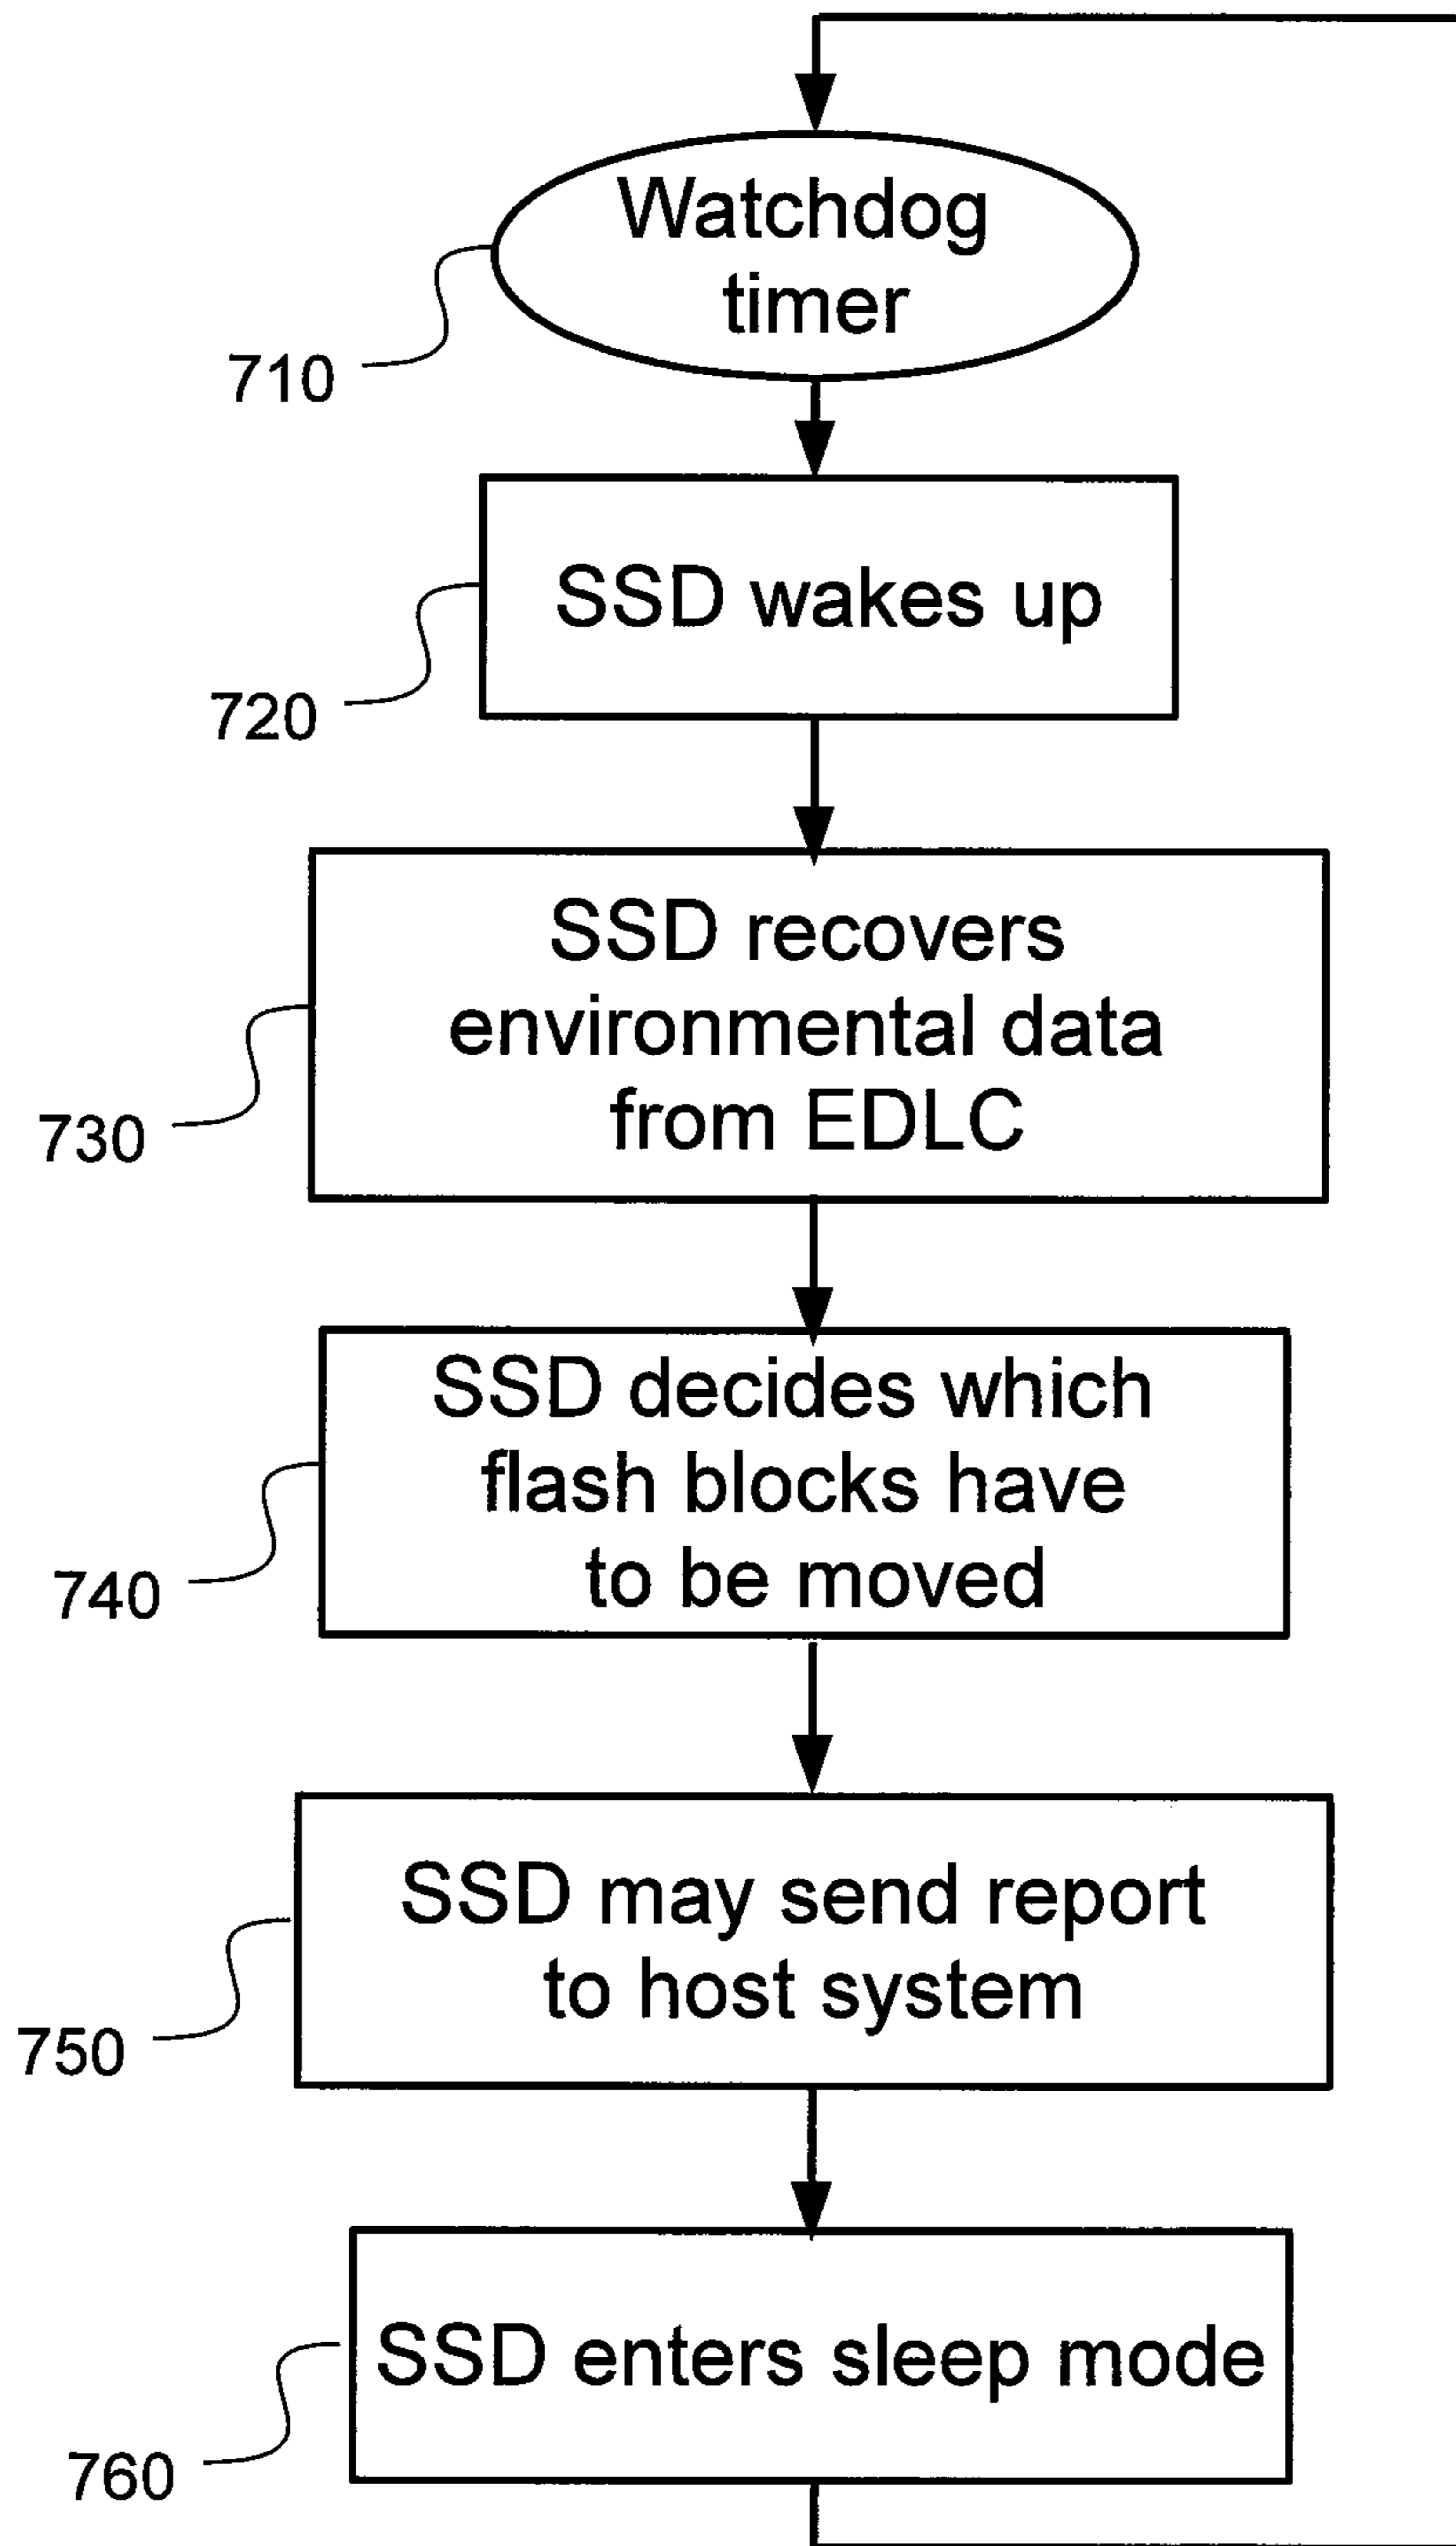 Watchdog
timer
710
SSD wakes up
720
SSD recovers
environmental data
from EDLC
730
SSD decides which
flash blocks have
to be moved
740
SSD may send report
to host system
750
SSD enters sleep mode
760